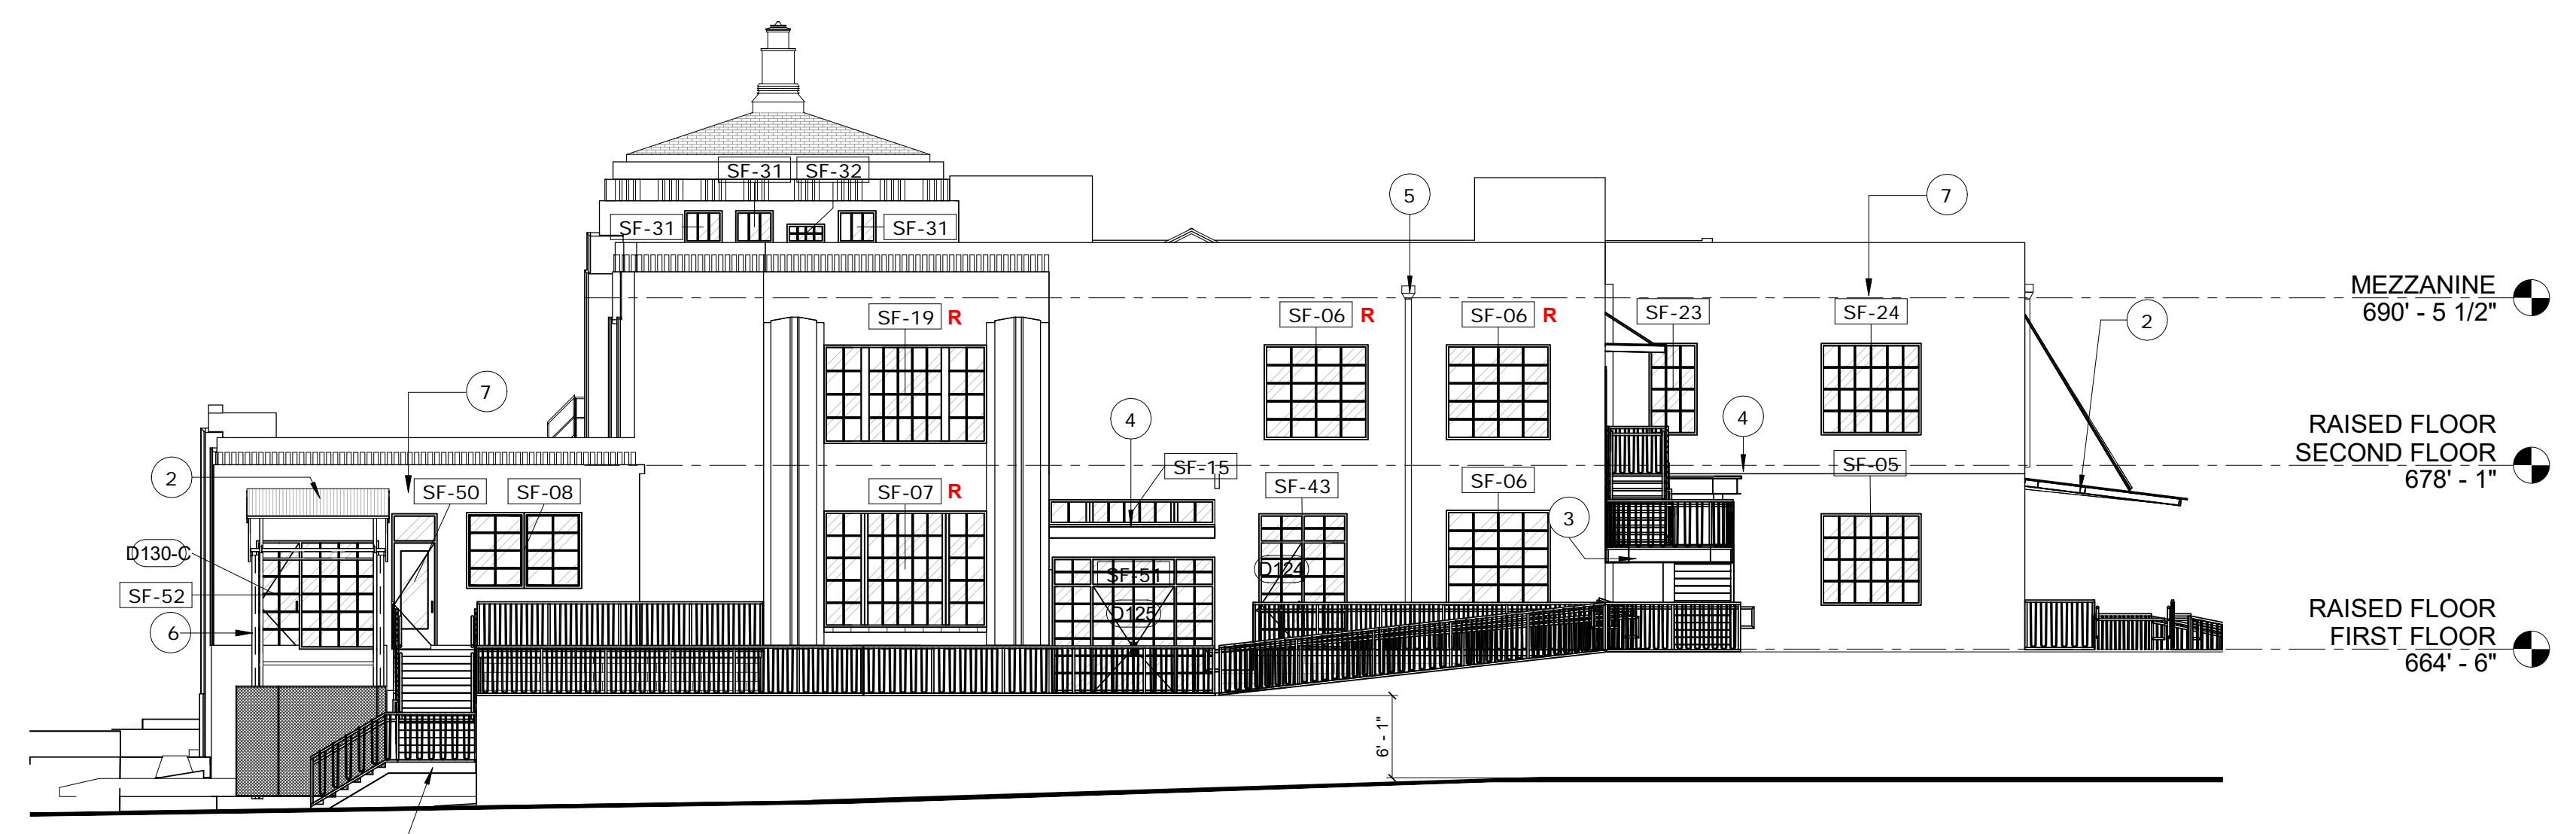 SF-31 SF-32
SF-31 SF-31
5
7
MEZZANINE
690' - 5 1/2"
SF-19 R
SF-06 R
SF-06 R
SF-23
SF-24
2
7
4
4
RAISED FLOOR
SECOND FLOOR
678' - 1"
2
SF-50
SF-08
SF-07 R
SF-15
SF-43
SF-06
SF-05
3
D130-C
SF-51
D124
SF-52
D125
6
RAISED FLOOR
FIRST FLOOR
664' - 6"
6' - 1"